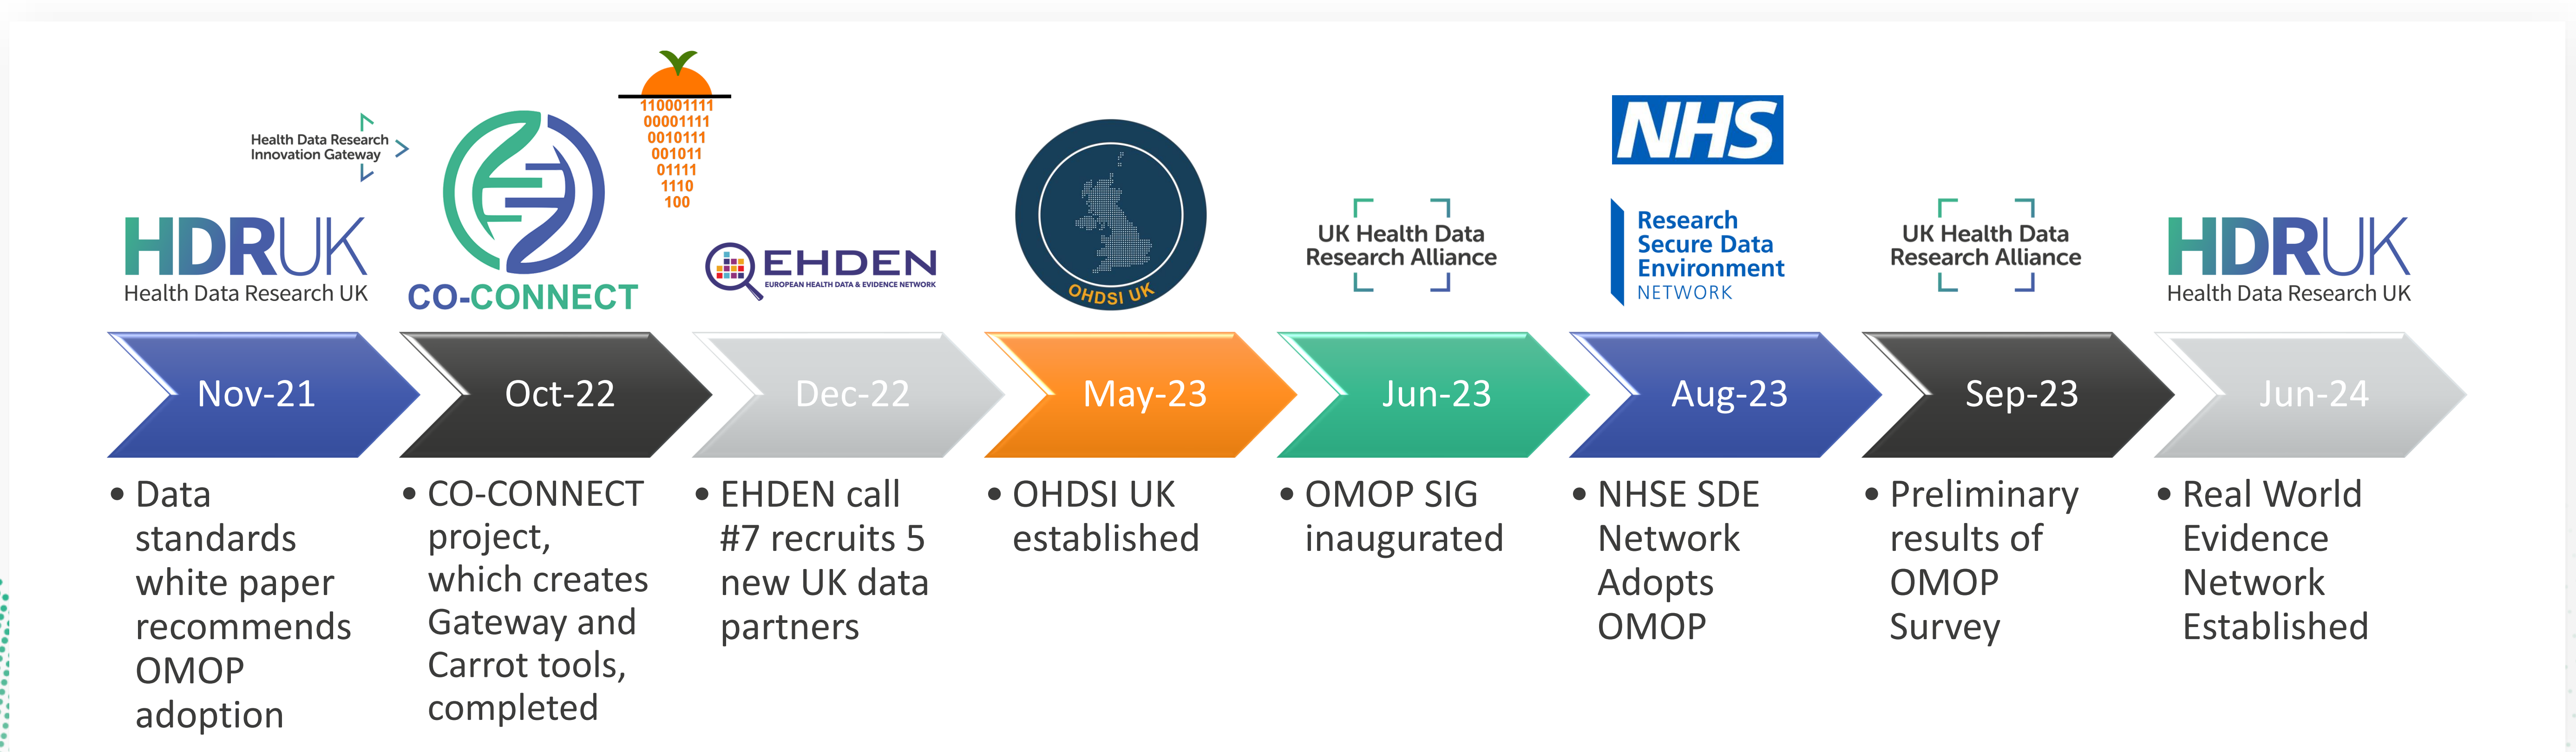 Health Data Research
Innovation Gateway
HDRUK
Health Data Research UK
CO-CONNECT
110001111
00001111
0010111
001011
01111
1110
100
EHDEN
EUROPEAN HEALTH DATA & EVIDENCE NETWORK
OHDSI UK
UK Health Data
Research Alliance
NHS
Research
Secure Data
Environment
NETWORK
UK Health Data
Research Alliance
HDRUK
Health Data Research UK
Nov-21
Oct-22
Dec-22
May-23
Jun-23
Aug-23
Sep-23
Jun-24
• Data
standards
white paper
recommends
OMOP
adoption
• CO-CONNECT
project,
which creates
Gateway and
Carrot tools,
completed
• EHDEN call
#7 recruits 5
new UK data
partners
• OHDSI UK
established
• OMOP SIG
inaugurated
• NHSE SDE
Network
Adopts
OMOP
• Preliminary
results of
OMOP
Survey
• Real World
Evidence
Network
Established